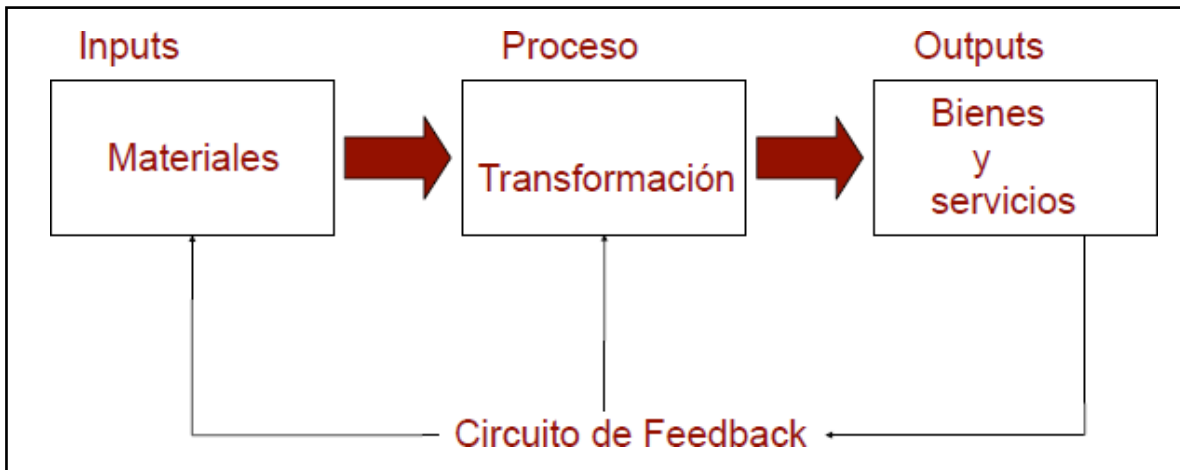 Inputs
Proceso
Outputs
Materiales
Transformación
Bienes
y
servicios
Circuito de Feedback